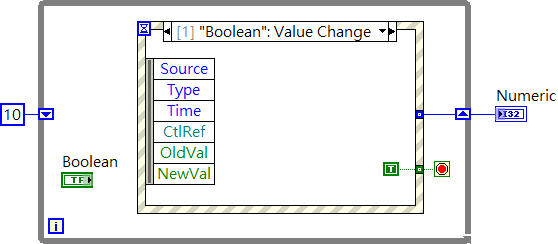 [1] "Boolean": Value Change
Source
Type
Time
CtlRef
OldVal
NewVal
10
Numeric
I32
Boolean
TF
T
i